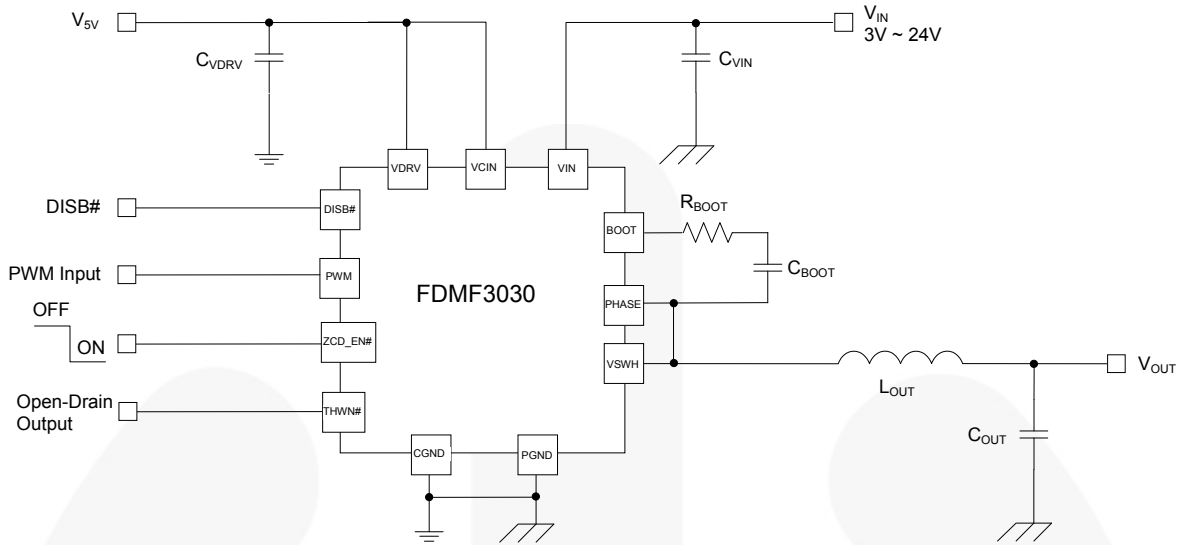 V5V
CVDRV
CVIN
VIN
3V ~ 24V
VDRV
VCIN
VIN
DISB#
DISB#
BOOT
RBOOT
CBOOT
PWM Input
PWM
FDMF3030
PHASE
OFF
ON
ZCD_EN#
VSWH
LOUT
VOUT
Open-Drain
Output
THWN#
COUT
CGND
PGND